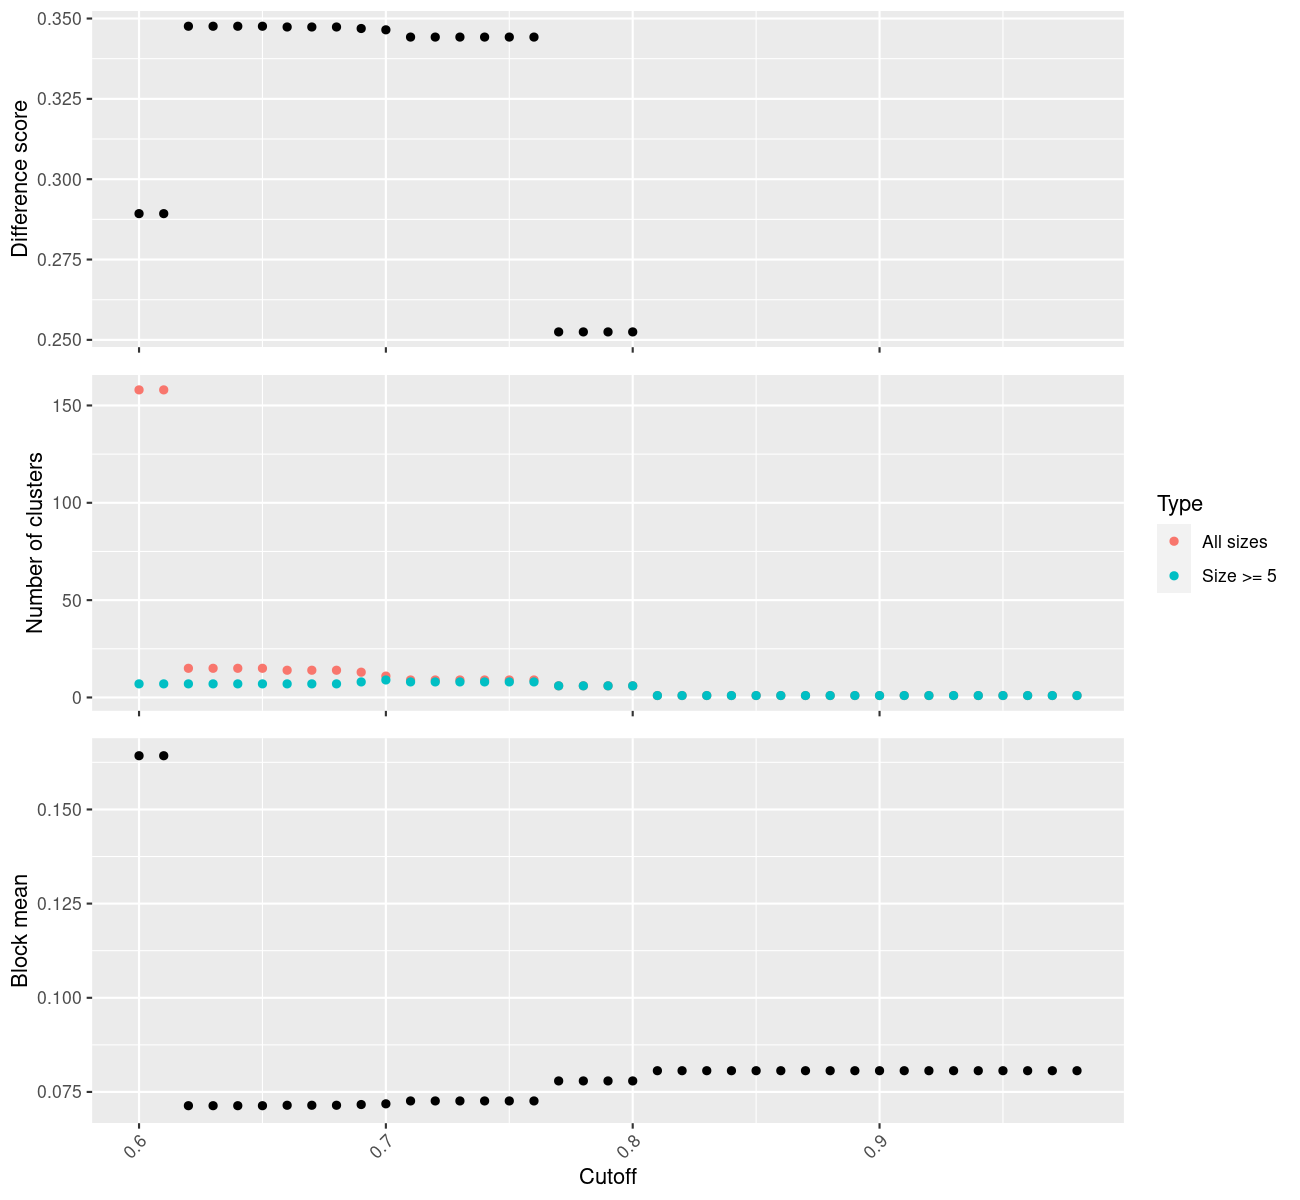 0.350
0.325
0.300
0.275
0.250
Difference score
150
100
50
0
Number of clusters
Type
All sizes
Size >= 5
0.150
0.125
0.100
0.075
Block mean
0.6
0.7
0.8
0.9
Cutoff